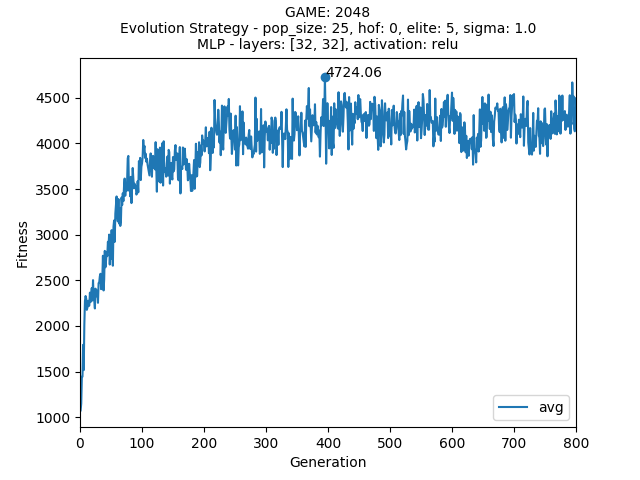 GAME: 2048
Evolution Strategy - pop_size: 25, hof: 0, elite: 5, sigma: 1.0
MLP - layers: [32, 32], activation: relu
4724.06
4500
4000
3500
3000
2500
2000
1500
1000
Fitness
avg
0 100 200 300 400 500 600 700 800
Generation